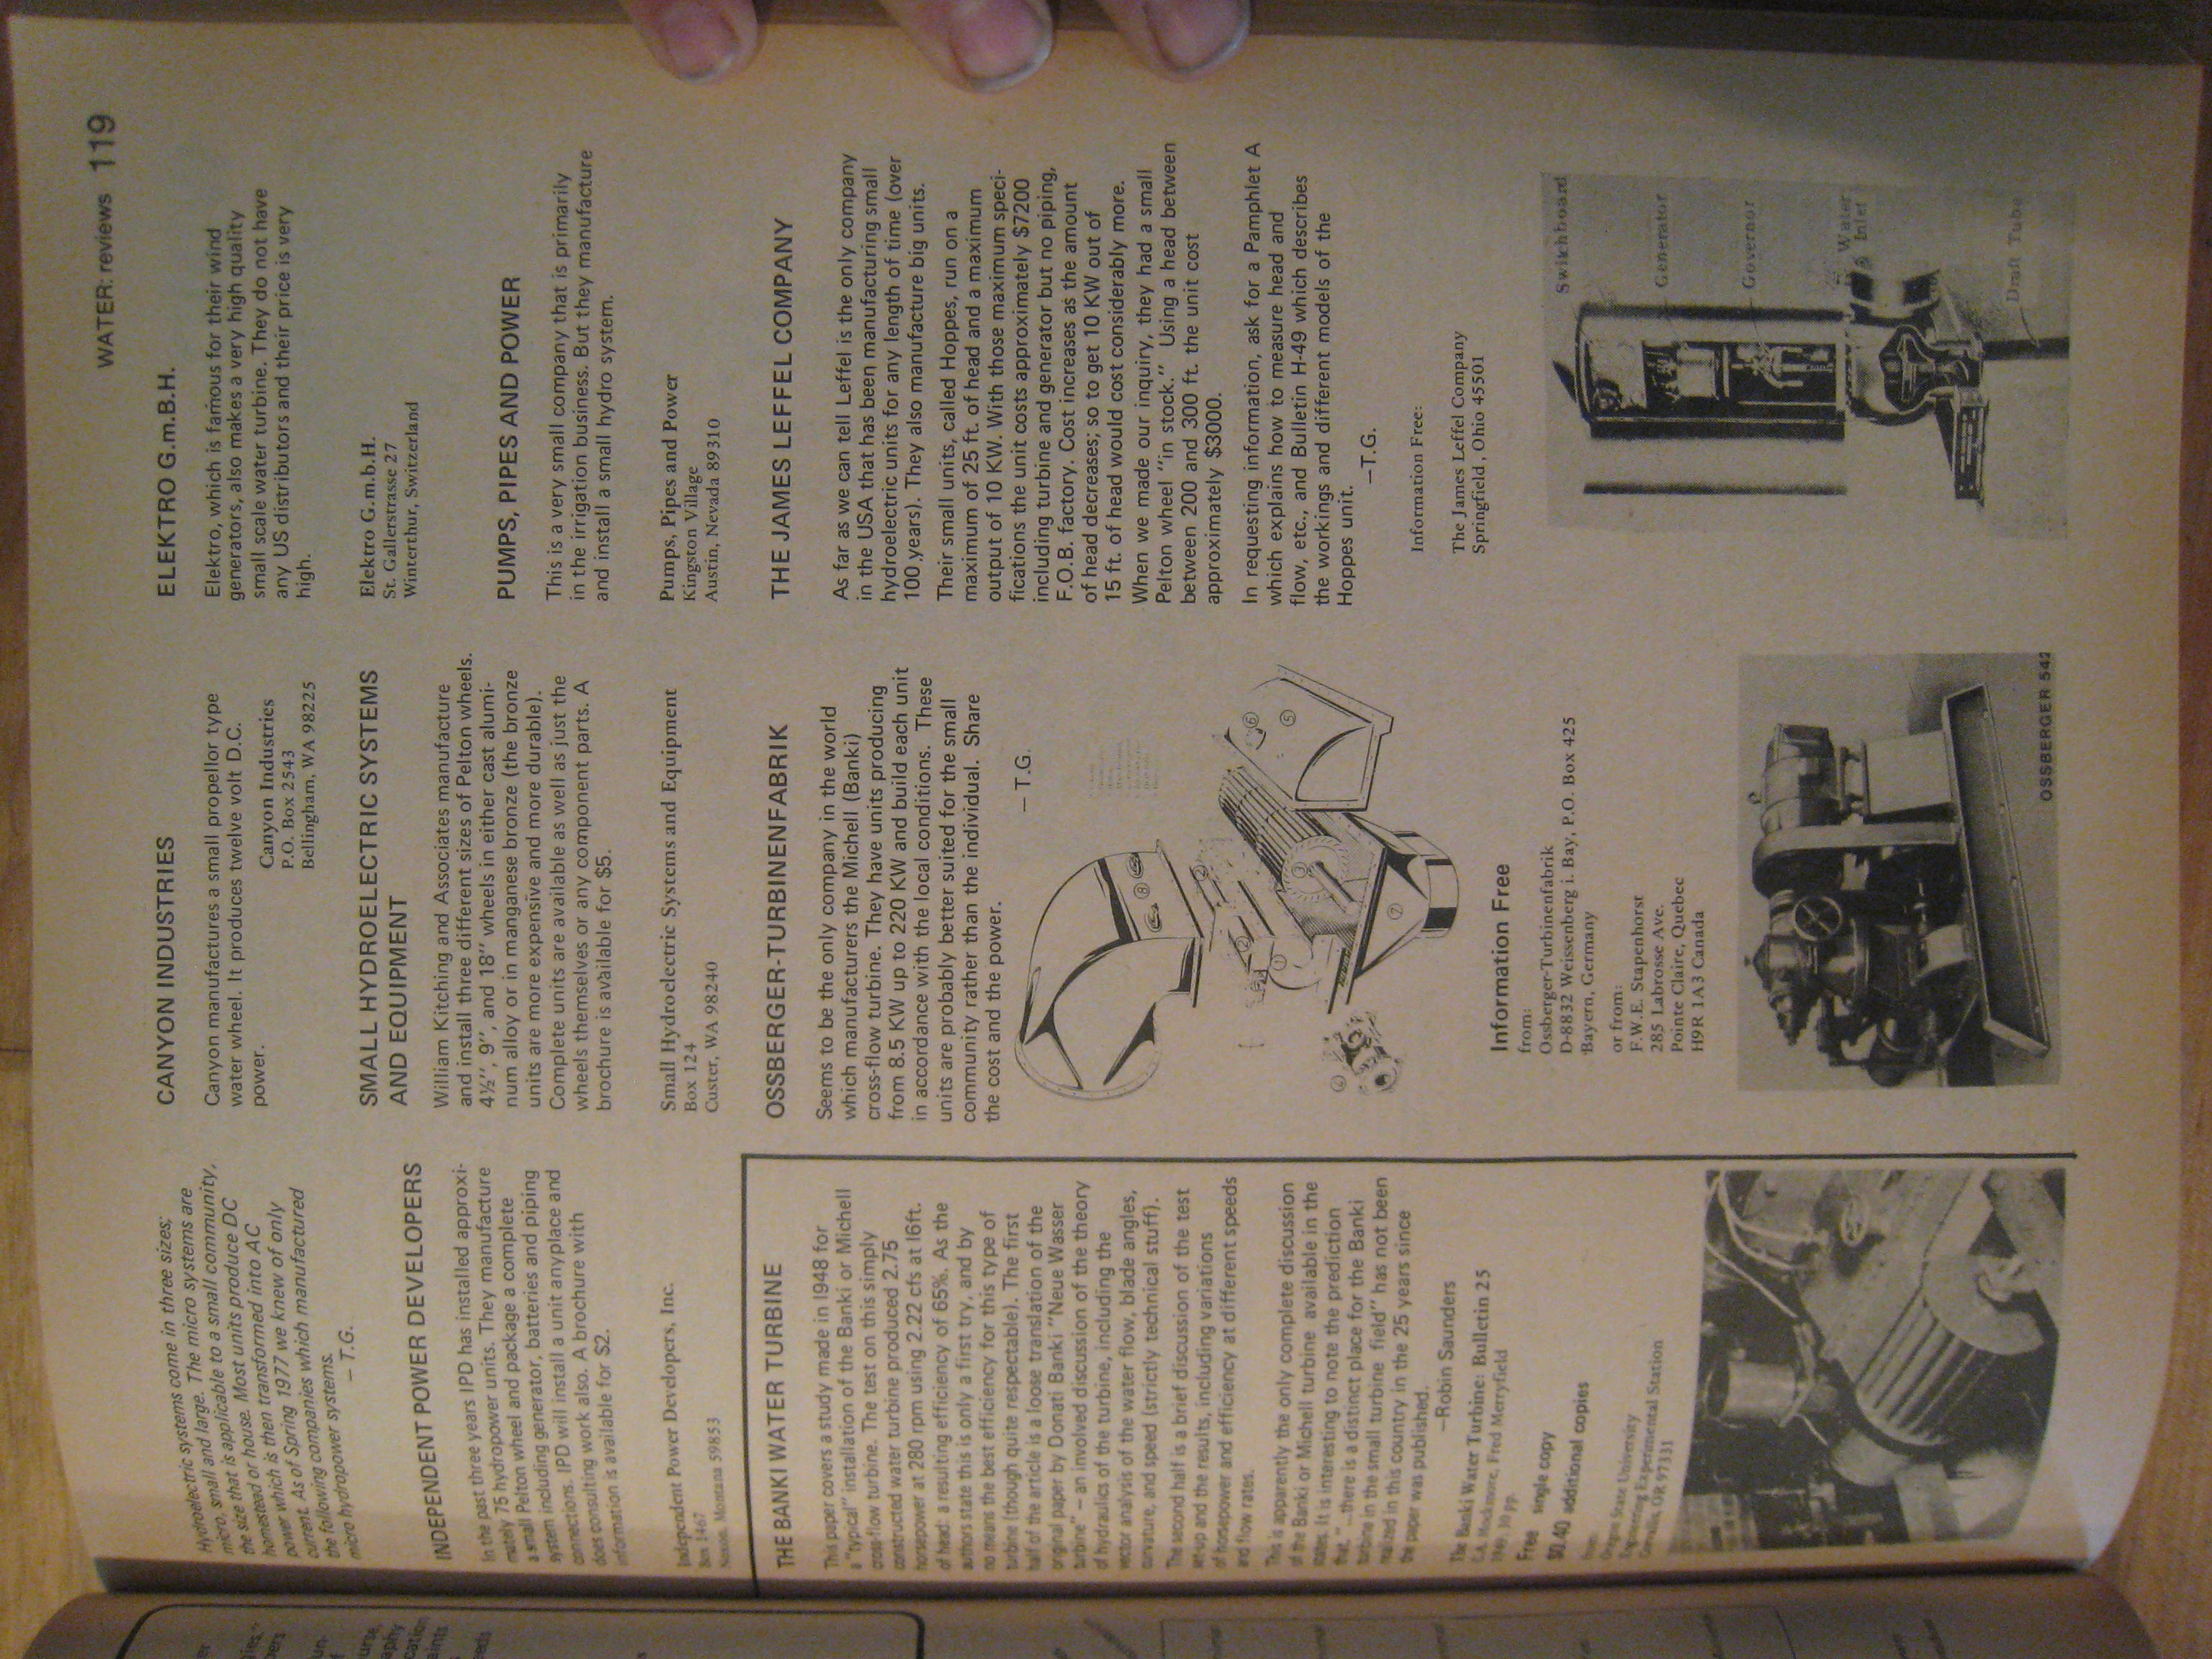 WATER: reviews 119
Hydroelectric systems come in three sizes;
micro, small and large. The micro systems are
the size that is applicable to a small community,
homestead or house. Most units produce DC
power which is then transformed into AC
current. As of Spring 1977 we knew of only
the following companies which manufactured
micro hydropower systems.
— T.G.
INDEPENDENT POWER DEVELOPERS
In the past three years IPD has installed approxi-
mately 75 hydropower units. They manufacture
a small Pelton wheel and package a complete
system including generator, batteries and piping
connections. IPD will install a unit anyplace and
does consulting work also. A brochure with
information is available for $2.
Independent Power Developers, Inc.
Box 1467
Noxon, Montana 59853
THE BANKI WATER TURBINE
This paper covers a study made in 1948 for
a "typical" installation of the Banki or Michell
cross-flow turbine. The test on this simply
constructed water turbine produced 2.75
horsepower at 280 rpm using 2.22 cfs at 16ft.
of head: a resulting efficiency of 65%. As the
authors state this is only a first try, and by
no means the best efficiency for this type of
turbine (though quite respectable). The first
half of the article is a loose translation of the
original paper by Donati Banki "Neue Wasser
turbine" — an involved discussion of the theory
of hydraulics of the turbine, including the
vector analysis of the water flow, blade angles,
curvature, and speed (strictly technical stuff).
The second half is a brief discussion of the test
set-up and the results, including variations
of horsepower and efficiency at different speeds
and flow rates.
This is apparently the only complete discussion
of the Banki or Michell turbine available in the
states. It is interesting to note the prediction
that, "...there is a distinct place for the Banki
turbine in the small turbine field" has not been
realized in this country in the 25 years since
the paper was published.
—Robin Saunders
The Banki Water Turbine: Bulletin 25
C.A. Mockmore, Fred Merryfield
1949; 30 pp.
Free single copy
$0.40 additional copies
from:
Oregon State University
Engineering Experimental Station
Corvallis, OR 97331
CANYON INDUSTRIES
Canyon manufactures a small propellor type
water wheel. It produces twelve volt D.C.
power.
Canyon Industries
P.O. Box 2543
Bellingham, WA 98225
SMALL HYDROELECTRIC SYSTEMS
AND EQUIPMENT
William Kitching and Associates manufacture
and install three different sizes of Pelton wheels.
4½", 9", and 18" wheels in either cast alumi-
num alloy or in manganese bronze (the bronze
units are more expensive and more durable).
Complete units are available as well as just the
wheels themselves or any component parts. A
brochure is available for $5.
Small Hydroelectric Systems and Equipment
Box 124
Custer, WA 98240
OSSBERGER-TURBINENFABRIK
Seems to be the only company in the world
which manufacturers the Michell (Banki)
cross-flow turbine. They have units producing
from 8.5 KW up to 220 KW and build each unit
in accordance with the local conditions. These
units are probably better suited for the small
community rather than the individual. Share
the cost and the power.
— T.G.
8
2
1
3
4
5
6
7
Information Free
from:
Ossberger-Turbinenfabrik
D-8832 Weissenberg i. Bay, P.O. Box 425
Bayern, Germany
or from:
F.W.E. Stapenhorst
285 Labrosse Ave.
Pointe Claire, Quebec
H9R 1A3 Canada
OSSBERGER 542
ELEKTRO G.m.B.H.
Elektro, which is famous for their wind
generators, also makes a very high quality
small scale water turbine. They do not have
any US distributors and their price is very
high.
Elektro G.m.b.H.
St. Gallerstrasse 27
Winterthur, Switzerland
PUMPS, PIPES AND POWER
This is a very small company that is primarily
in the irrigation business. But they manufacture
and install a small hydro system.
Pumps, Pipes and Power
Kingston Village
Austin, Nevada 89310
THE JAMES LEFFEL COMPANY
As far as we can tell Leffel is the only company
in the USA that has been manufacturing small
hydroelectric units for any length of time (over
100 years). They also manufacture big units.
Their small units, called Hoppes, run on a
maximum of 25 ft. of head and a maximum
output of 10 KW. With those maximum speci-
fications the unit costs approximately $7200
including turbine and generator but no piping,
F.O.B. factory. Cost increases as the amount
of head decreases; so to get 10 KW out of
15 ft. of head would cost considerably more.
When we made our inquiry, they had a small
Pelton wheel "in stock." Using a head between
between 200 and 300 ft. the unit cost
approximately $3000.
In requesting information, ask for a Pamphlet A
which explains how to measure head and
flow, etc., and Bulletin H-49 which describes
the workings and different models of the
Hoppes unit.
—T.G.
Information Free:
The James Leffel Company
Springfield, Ohio 45501
Switchboard
Generator
Governor
Water
Inlet
Draft Tube